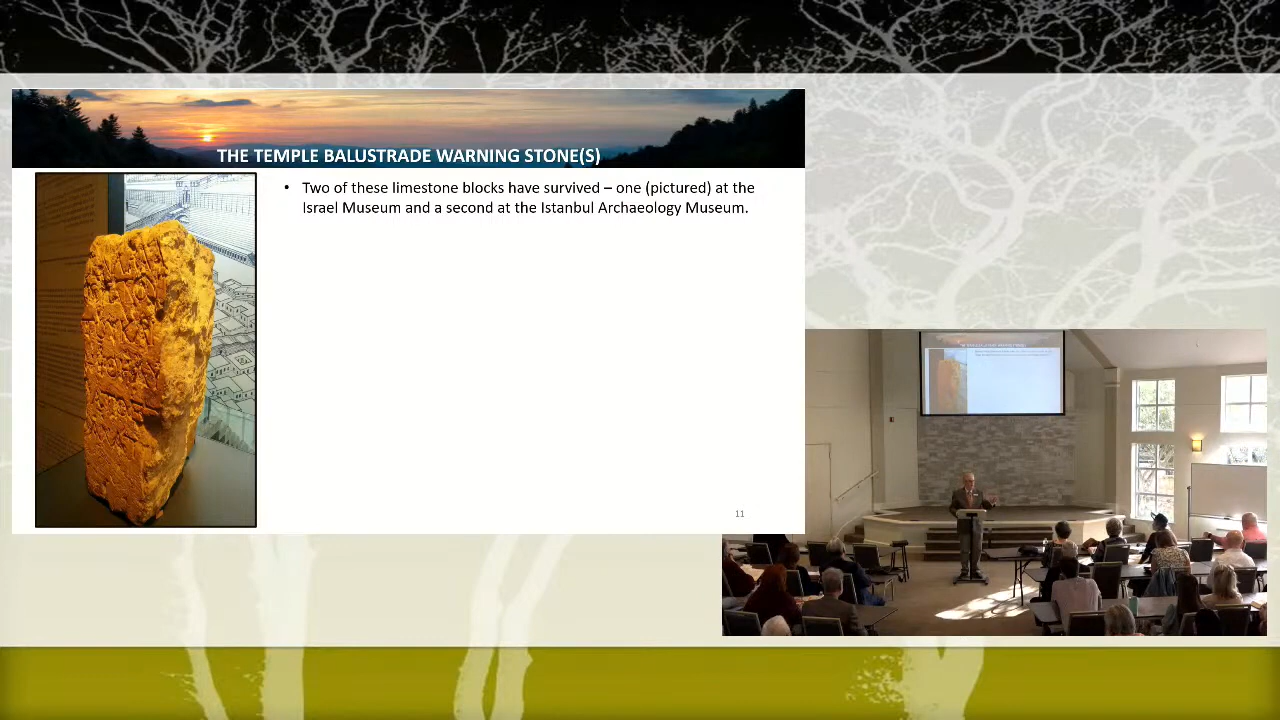 THE TEMPLE BALUSTRADE WARNING STONE(S)
• Two of these limestone blocks have survived – one (pictured) at the
Israel Museum and a second at the Istanbul Archaeology Museum.
11